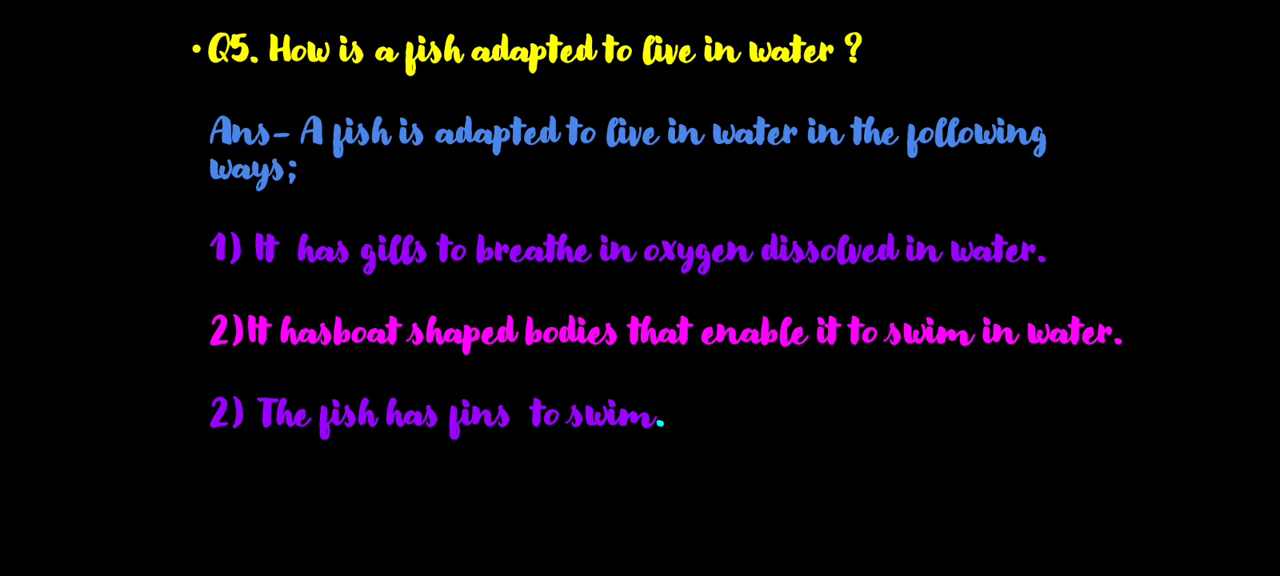 • Q5. How is a fish adapted to live in water ?
Ans- A fish is adapted to live in water in the following
ways;
1) It has gills to breathe in oxygen dissolved in water.
2)It hasboat shaped bodies that enable it to swim in water.
2) The fish has fins to swim.